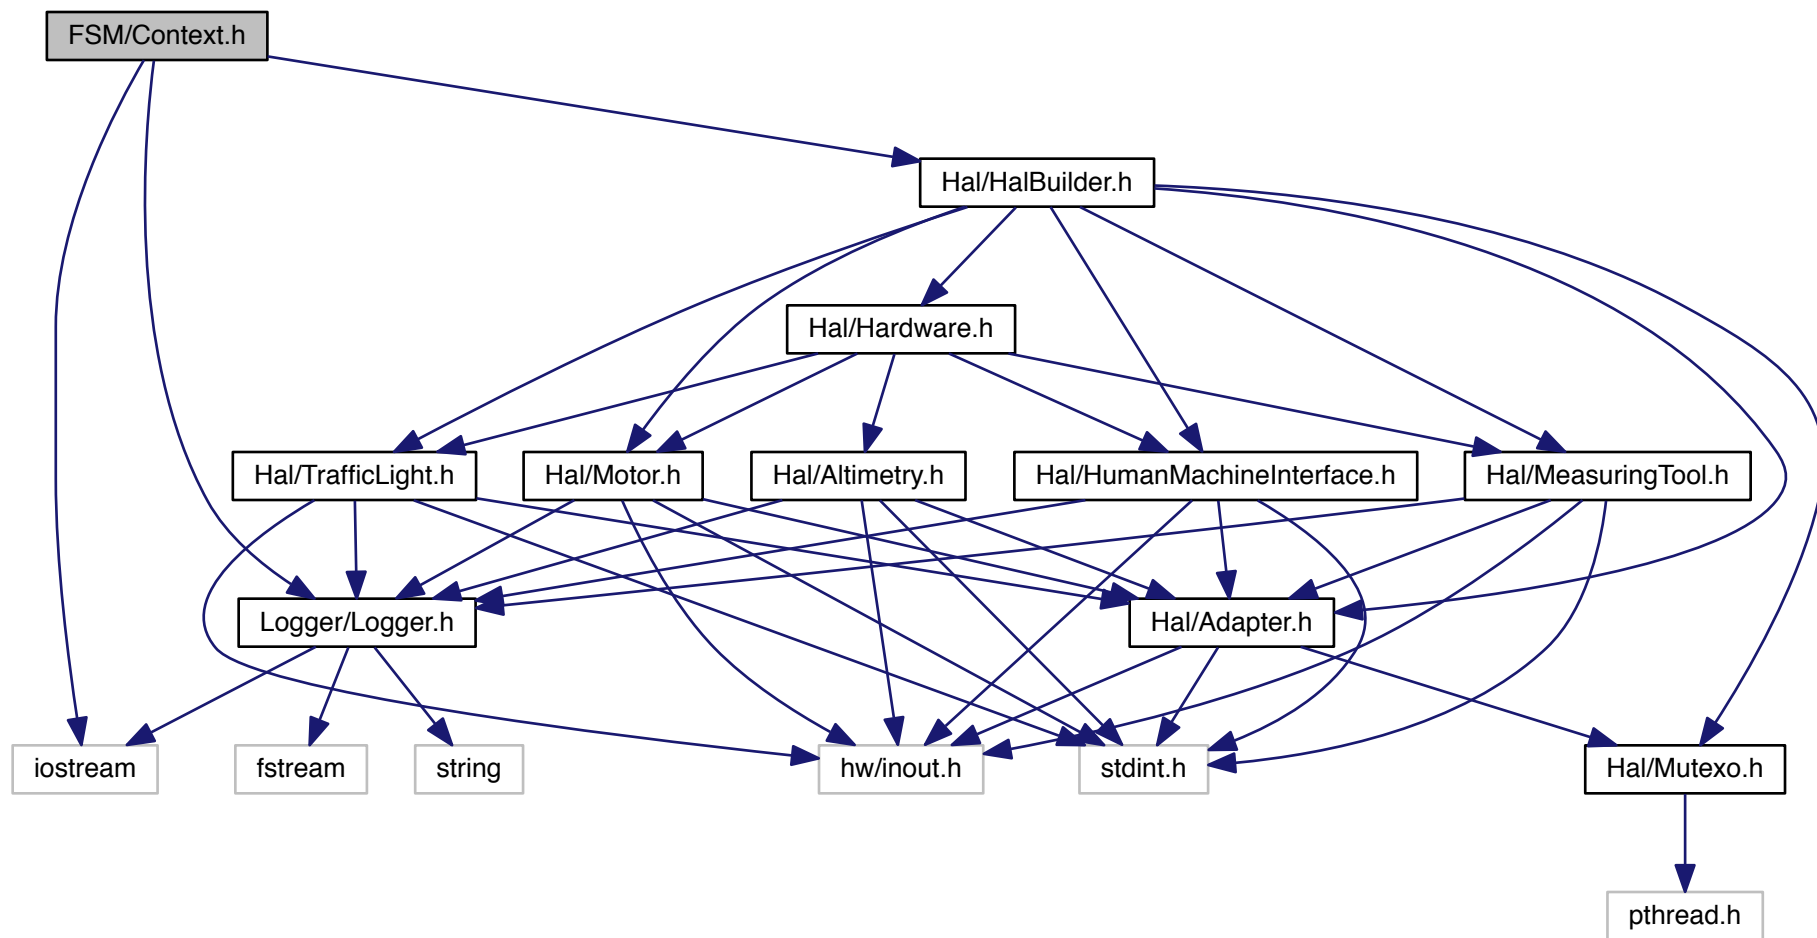 FSM/Context.h
Hal/HalBuilder.h
Hal/Hardware.h
Hal/TrafficLight.h
Hal/Motor.h
Hal/Altimetry.h
Hal/HumanMachineInterface.h
Hal/MeasuringTool.h
Logger/Logger.h
Hal/Adapter.h
iostream
fstream
string
hw/inout.h
stdint.h
Hal/Mutexo.h
pthread.h